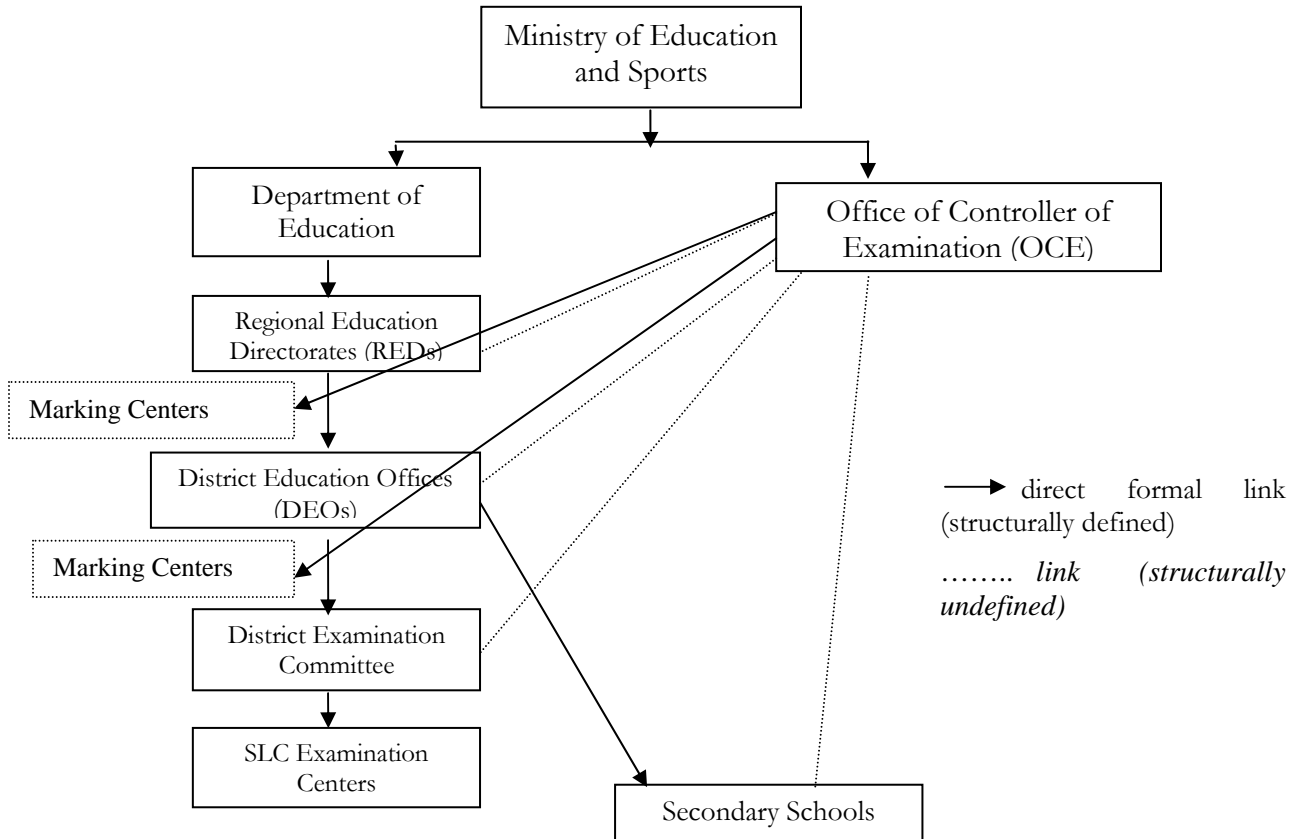 Ministry of Education
and Sports
Department of
Education
Office of Controller of
Examination (OCE)
Regional Education
Directorates (REDs)
Marking Centers
District Education Offices
(DEOs)
Marking Centers
District Examination
Committee
SLC Examination
Centers
Secondary Schools
direct formal link
(structurally defined)
…….. link (structurally
undefined)